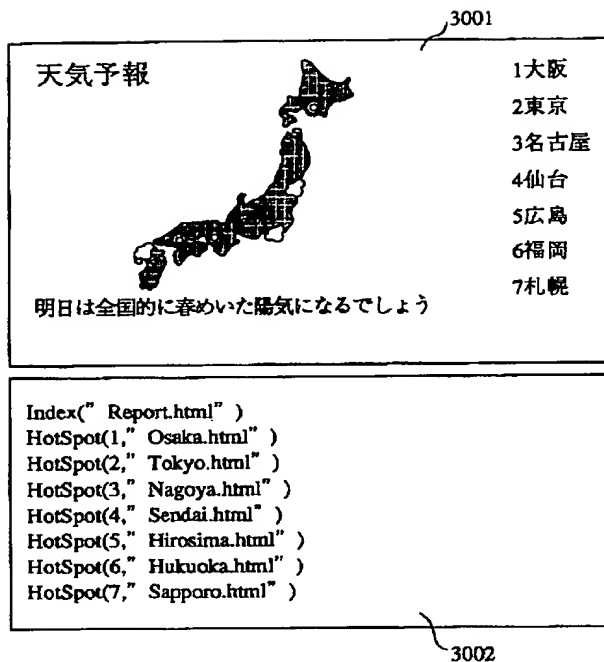 3001
天気予報
1大阪
2東京
3名古屋
4仙台
5広島
6福岡
7札幌
明日は全国的に春めいた陽気になるでしょう
Index(” Report.html” )
HotSpot(1,” Osaka.html” )
HotSpot(2,” Tokyo.html” )
HotSpot(3,” Nagoya.html” )
HotSpot(4,” Sendai.html” )
HotSpot(5,” Hirosima.html” )
HotSpot(6,” Hukuoka.html” )
HotSpot(7,” Sapporo.html” )
3002